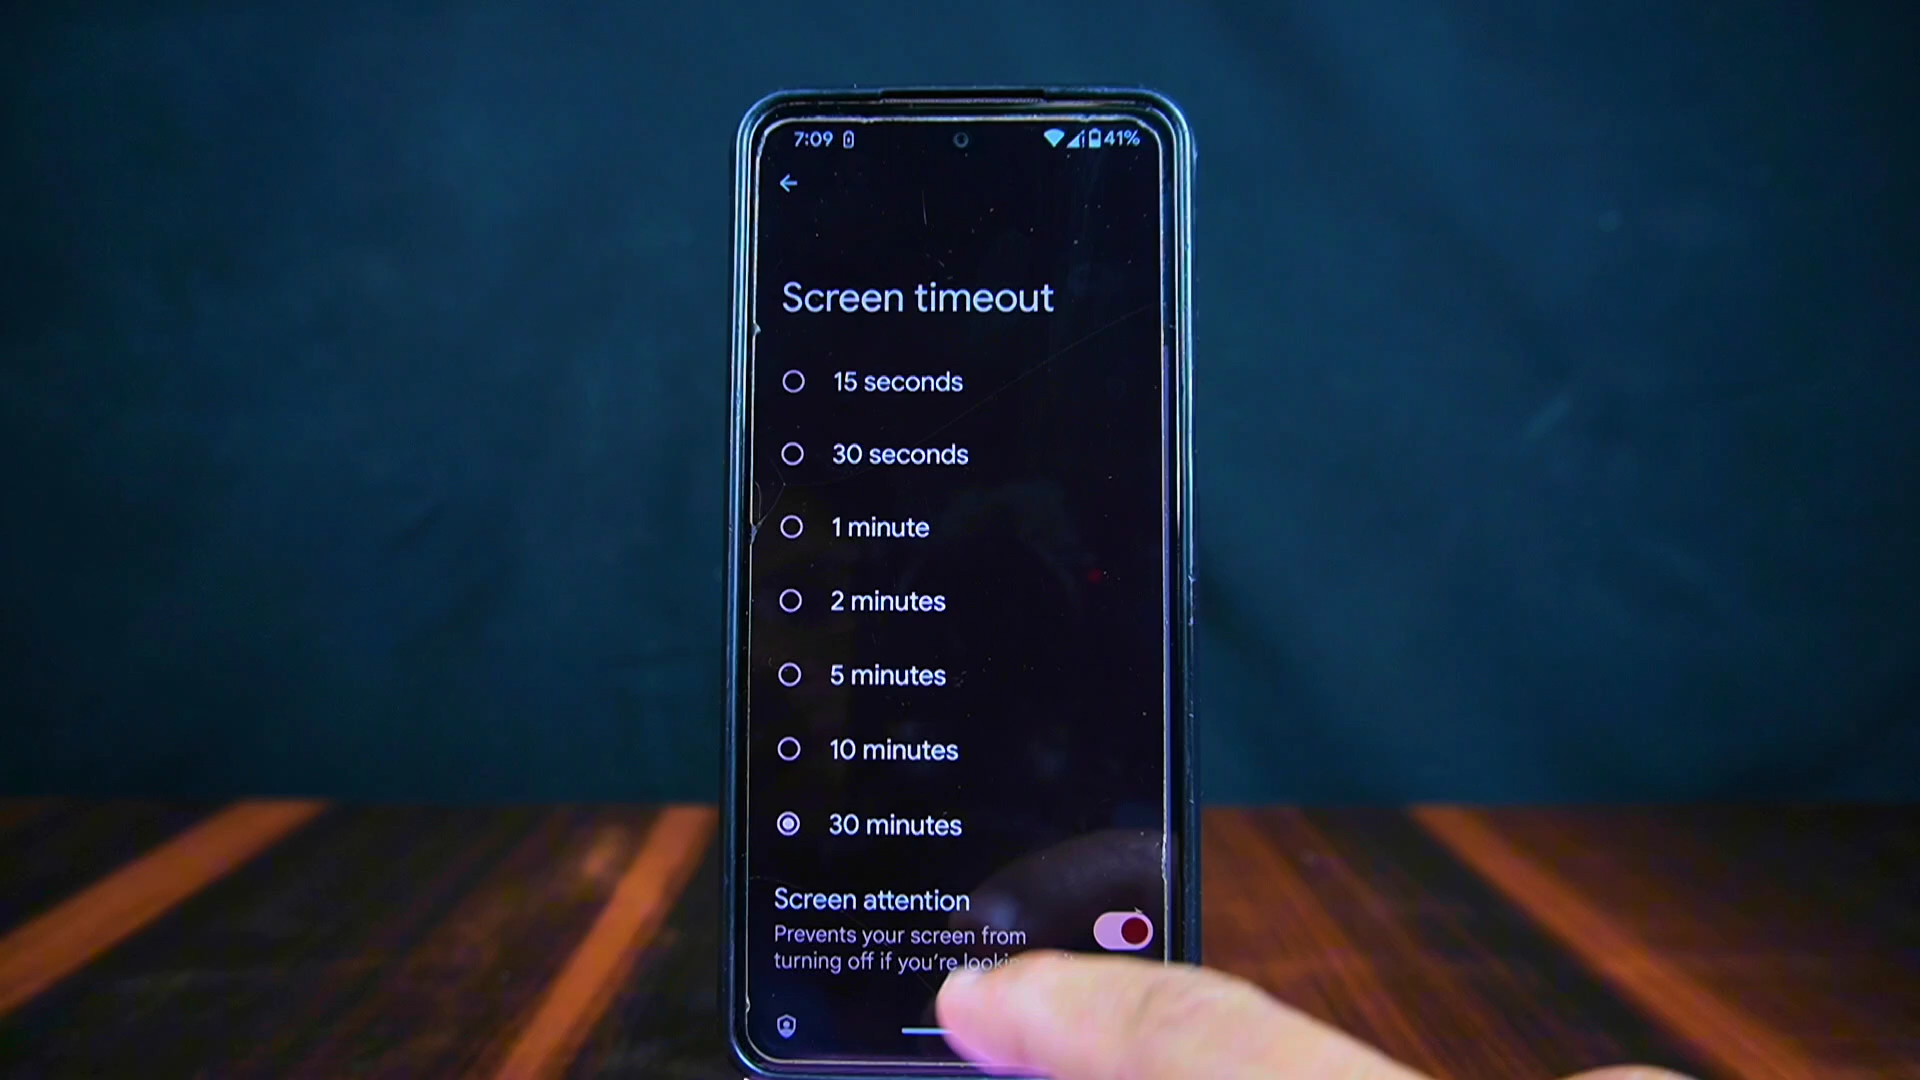 7:09 41%
Screen timeout
15 seconds
30 seconds
1 minute
2 minutes
5 minutes
10 minutes
30 minutes
Screen attention
Prevents your screen from
turning off if you’re